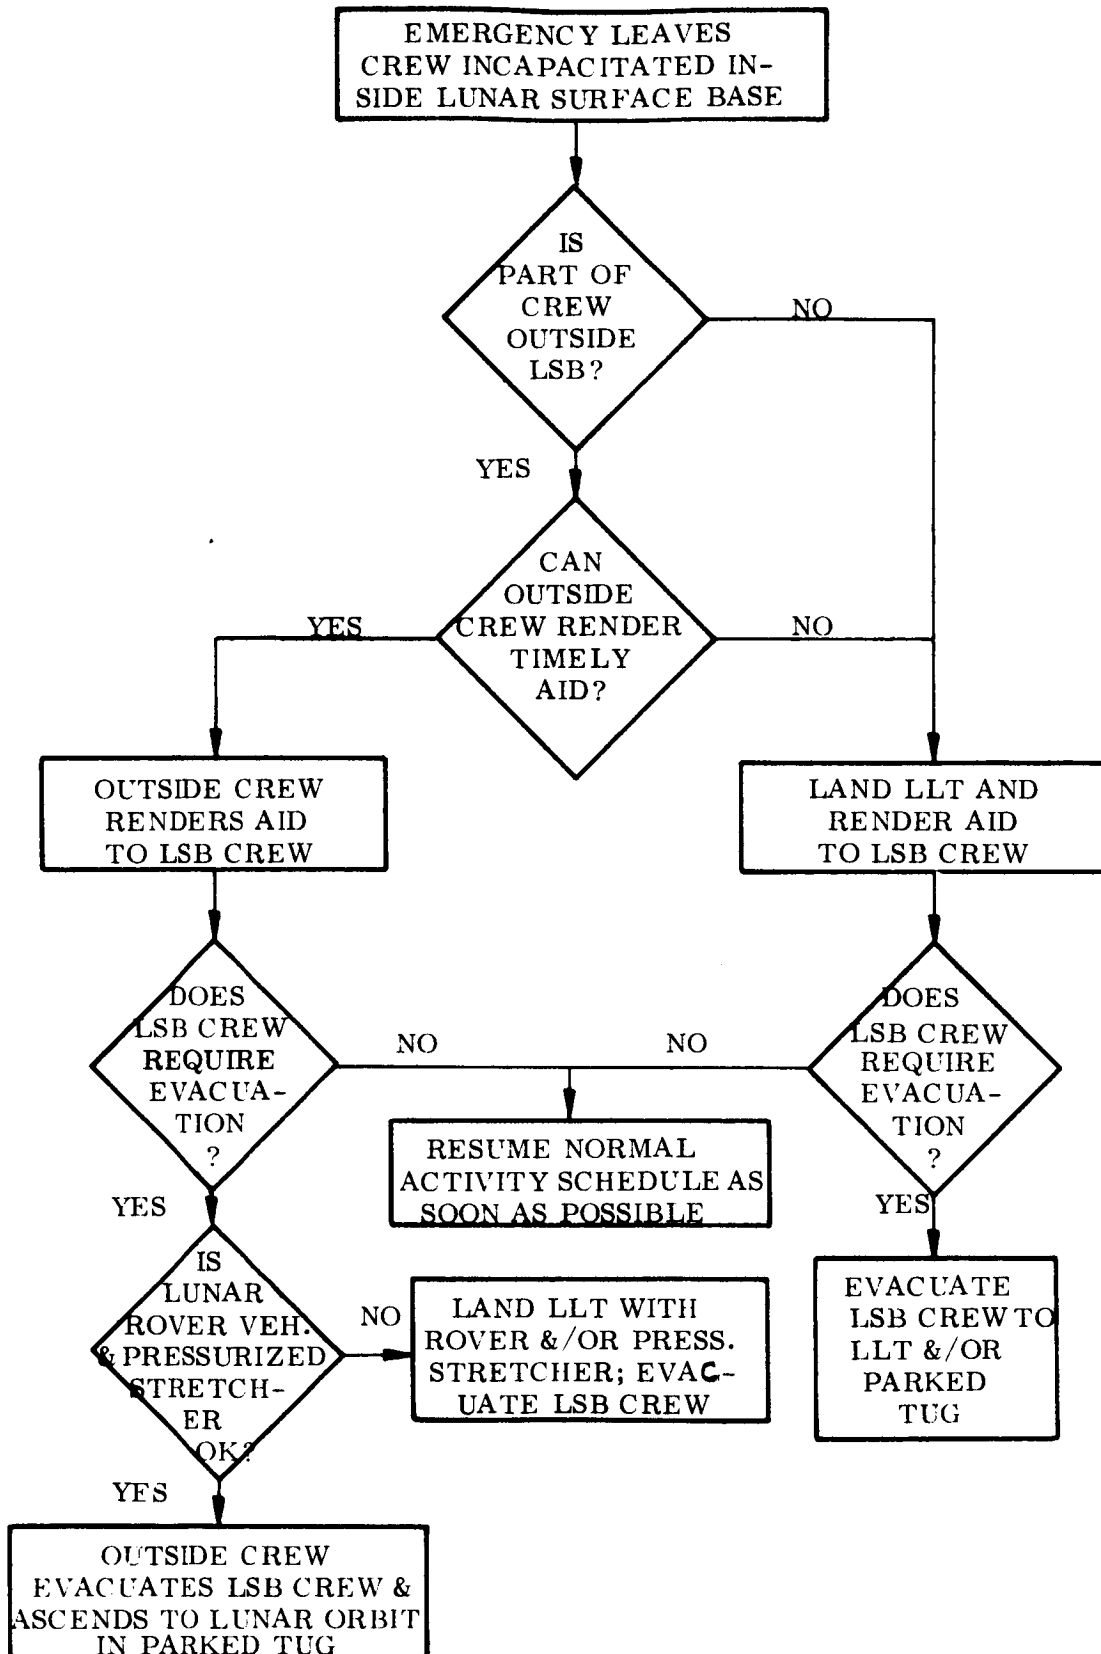 EMERGENCY LEAVES
CREW INCAPACITATED IN-
SIDE LUNAR SURFACE BASE
IS
PART OF
CREW
OUTSIDE
LSB?
NO
YES
CAN
OUTSIDE
CREW RENDER
TIMELY
AID?
YES
NO
OUTSIDE CREW
RENDERS AID
TO LSB CREW
LAND LLT AND
RENDER AID
TO LSB CREW
DOES
LSB CREW
REQUIRE
EVACUA-
TION
?
NO
NO
DOES
LSB CREW
REQUIRE
EVACUA-
TION
?
RESUME NORMAL
ACTIVITY SCHEDULE AS
SOON AS POSSIBLE
YES
YES
IS
LUNAR
ROVER VEH.
& PRESSURIZED
STRETCH-
ER
OK?
NO
LAND LLT WITH
ROVER &/OR PRESS.
STRETCHER; EVAC-
UATE LSB CREW
EVACUATE
LSB CREW TO
LLT &/OR
PARKED
TUG
YES
OUTSIDE CREW
EVACUATES LSB CREW &
ASCENDS TO LUNAR ORBIT
IN PARKED TUG